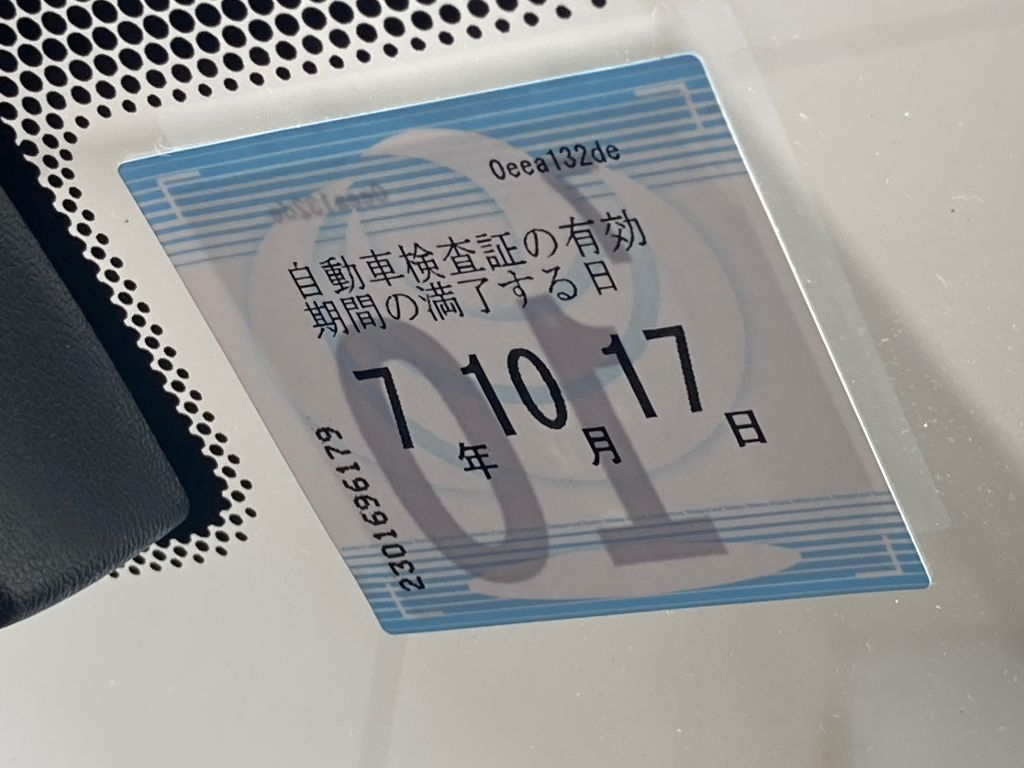 0eea132de
自動車検査証の有効
期間の満了する日
7年10月17日
2301696179